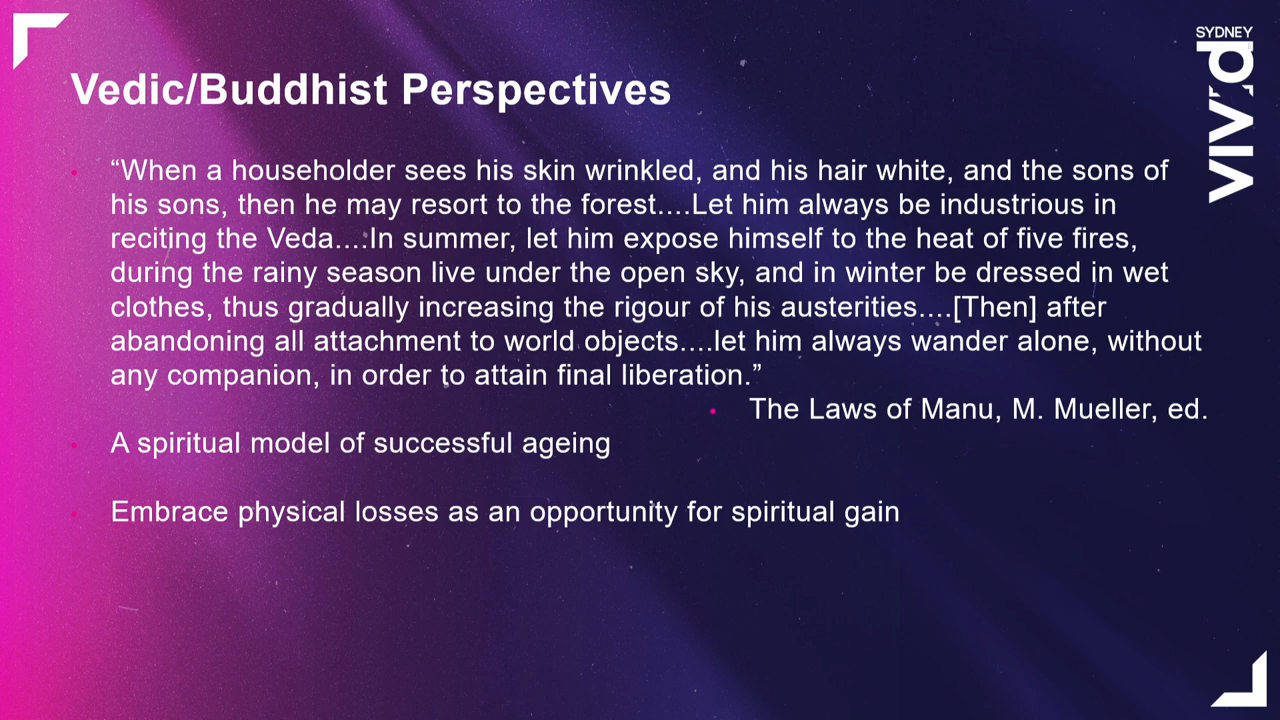 SYDNEY
VIVID
Vedic/Buddhist Perspectives
“When a householder sees his skin wrinkled, and his hair white, and the sons of
his sons, then he may resort to the forest....Let him always be industrious in
reciting the Veda....In summer, let him expose himself to the heat of five fires,
during the rainy season live under the open sky, and in winter be dressed in wet
clothes, thus gradually increasing the rigour of his austerities....[Then] after
abandoning all attachment to world objects....let him always wander alone, without
any companion, in order to attain final liberation.”
The Laws of Manu, M. Mueller, ed.
A spiritual model of successful ageing
Embrace physical losses as an opportunity for spiritual gain